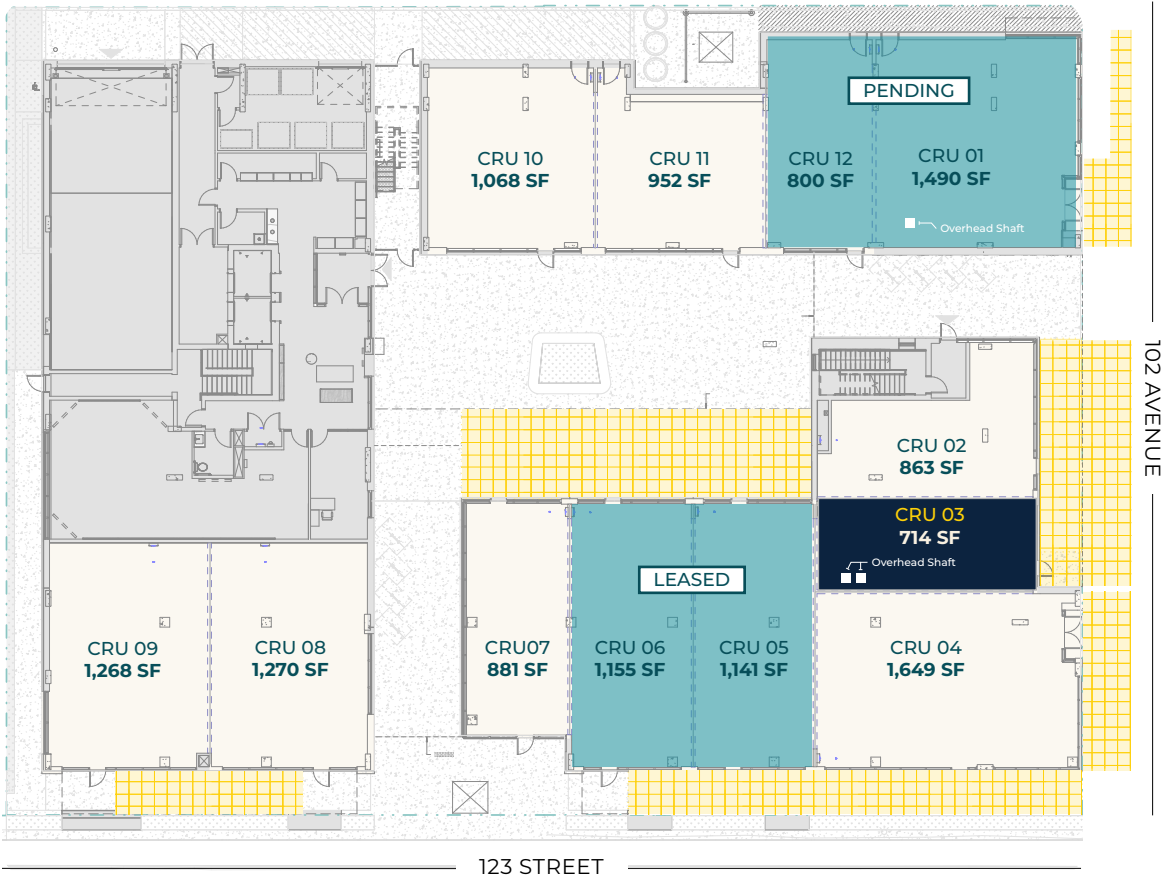 PENDING
CRU 10
1,068 SF
CRU 11
952 SF
CRU 12
800 SF
CRU 01
1,490 SF
Overhead Shaft
102 AVENUE
CRU 02
863 SF
CRU 03
714 SF
Overhead Shaft
LEASED
CRU 09
1,268 SF
CRU 08
1,270 SF
CRU07
881 SF
CRU 06
1,155 SF
CRU 05
1,141 SF
CRU 04
1,649 SF
123 STREET